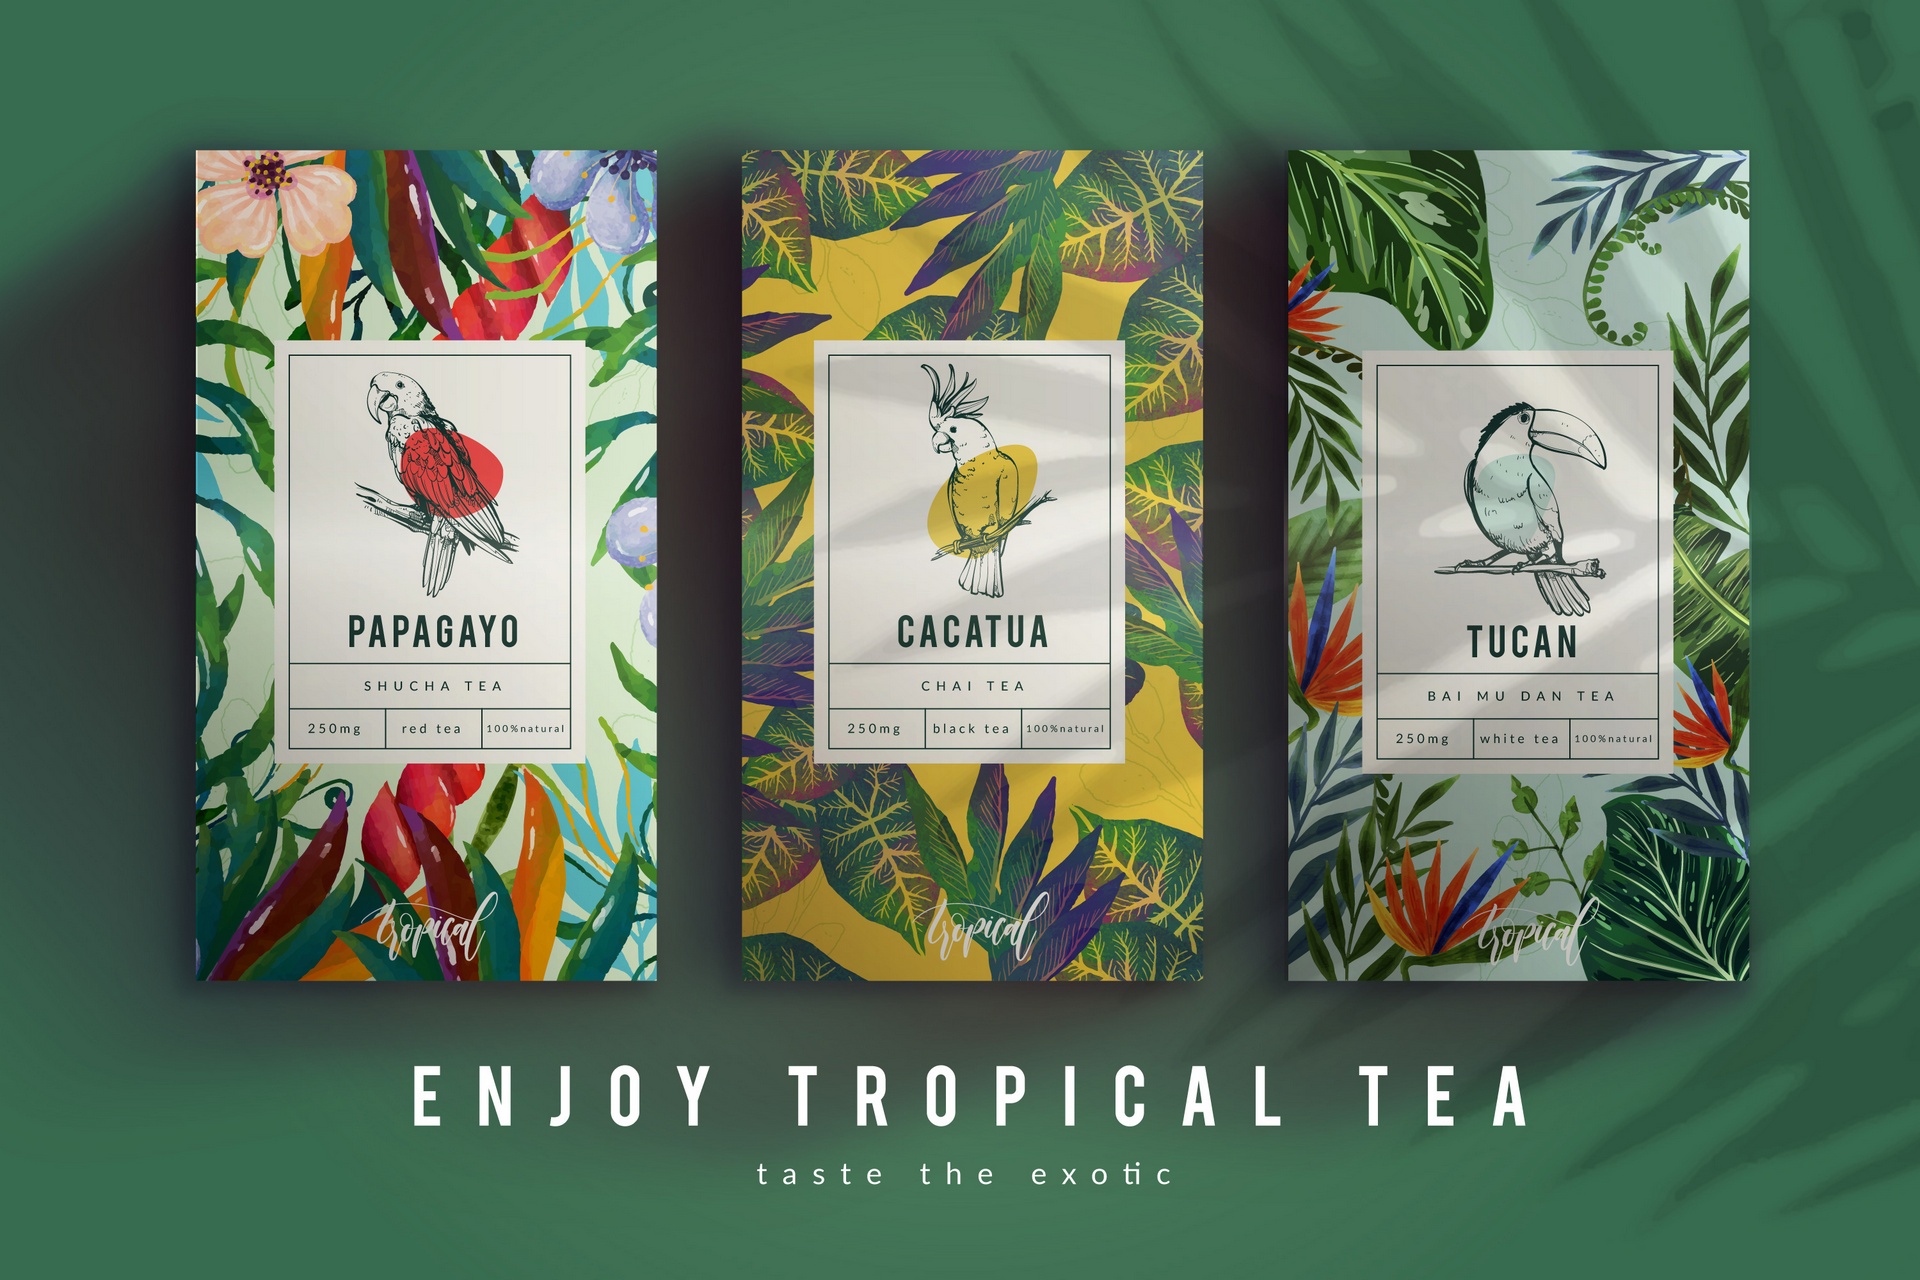 PAPAGAYO
SHUCHA TEA
250mg
red tea
100%natural
tropical
CACATUA
CHAI TEA
250mg
black tea
100%natural
tropical
TUCAN
BAI MU DAN TEA
250mg
white tea
100%natural
tropical
ENJOY TROPICAL TEA
taste the exotic